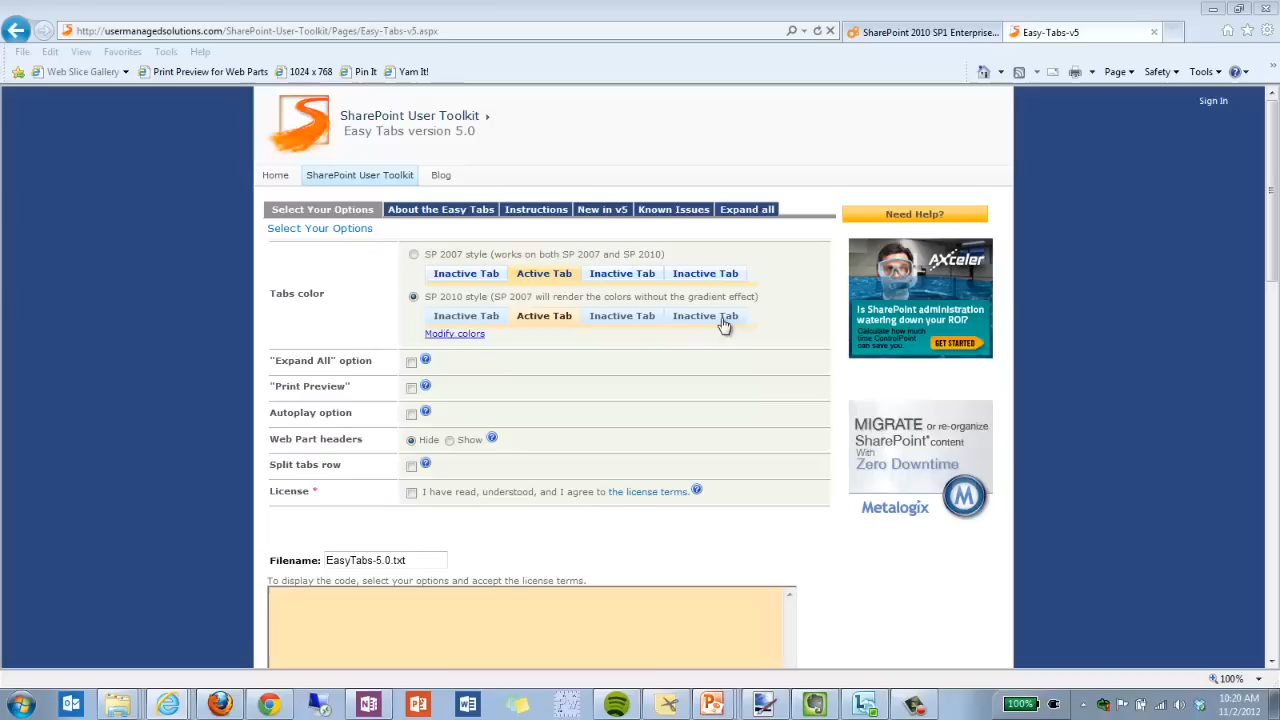 http://usermanagedsolutions.com/SharePoint-User-Toolkit/Pages/Easy-Tabs-v5.aspx
SharePoint 2010 SP1 Enterprise...
Easy-Tabs-v5
File Edit View Favorites Tools Help
Web Slice Gallery Print Preview for Web Parts 1024 x 768 Pin It Yam It!
Page Safety Tools
Sign In
SharePoint User Toolkit
Easy Tabs version 5.0
Home SharePoint User Toolkit Blog
Select Your Options About the Easy Tabs Instructions New in v5 Known Issues Expand all
Need Help?
Select Your Options
Tabs color
SP 2007 style (works on both SP 2007 and SP 2010)
Inactive Tab Active Tab Inactive Tab Inactive Tab
SP 2010 style (SP 2007 will render the colors without the gradient effect)
Inactive Tab Active Tab Inactive Tab Inactive Tab
Modify colors
"Expand All" option
"Print Preview"
Autoplay option
Web Part headers Hide Show
Split tabs row
License * I have read, understood, and I agree to the license terms.
AXceler
Is SharePoint administration
watering down your ROI?
Calculate how much
time ControlPoint
can save you.
GET STARTED
MIGRATE or re-organize
SharePoint® content
With
Zero Downtime
Metalogix M
Filename: EasyTabs-5.0.txt
To display the code, select your options and accept the license terms.
100%
100%
10:20 AM
11/2/2012